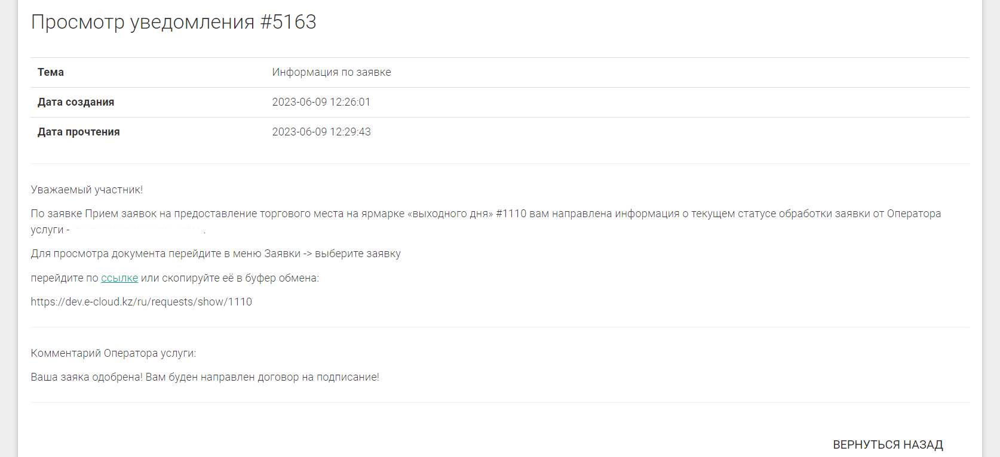 Просмотр уведомления #5163
Тема Информация по заявке
Дата создания 2023-06-09 12:26:01
Дата прочтения 2023-06-09 12:29:43
Уважаемый участник!
По заявке Прием заявок на предоставление торгового места на ярмарке «выходного дня» #1110 вам направлена информация о текущем статусе обработки заявки от Оператора
услуги - .
Для просмотра документа перейдите в меню Заявки -> выберите заявку
перейдите по ссылке или скопируйте её в буфер обмена:
https://dev.e-cloud.kz/ru/requests/show/1110
Комментарий Оператора услуги:
Ваша заяка одобрена! Вам буден направлен договор на подписание!
ВЕРНУТЬСЯ НАЗАД